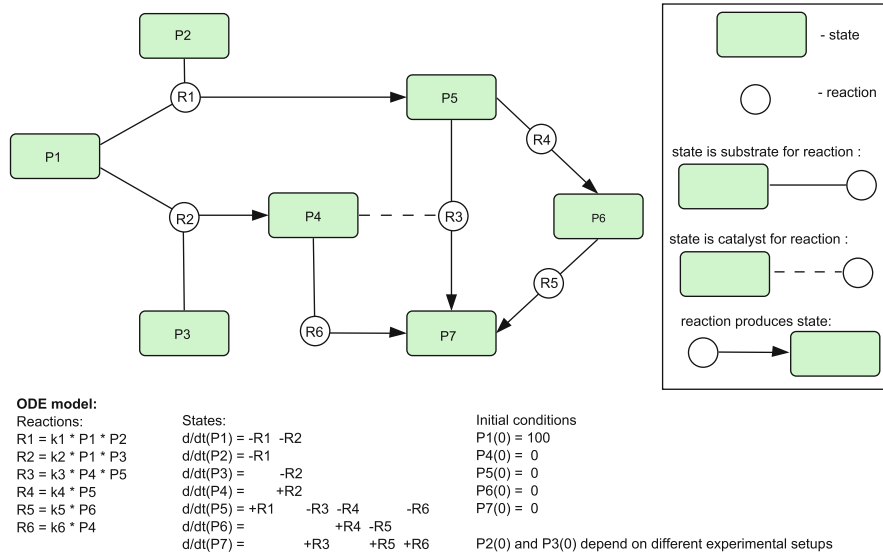 P2
- state
R1
P5
- reaction
R4
P1
state is substrate for reaction :
R2
P4
R3
P6
state is catalyst for reaction :
R5
P3
R6
P7
reaction produces state:
ODE model:
Reactions:
R1 = k1 * P1 * P2
R2 = k2 * P1 * P3
R3 = k3 * P4 * P5
R4 = k4 * P5
R5 = k5 * P6
R6 = k6 * P4
States:
d/dt(P1) = -R1 -R2
d/dt(P2) = -R1
d/dt(P3) = -R2
d/dt(P4) = +R2
d/dt(P5) = +R1 -R3 -R4 -R6
d/dt(P6) = +R4 -R5
d/dt(P7) = +R3 +R5 +R6
Initial conditions
P1(0) = 100
P4(0) = 0
P5(0) = 0
P6(0) = 0
P7(0) = 0
P2(0) and P3(0) depend on different experimental setups